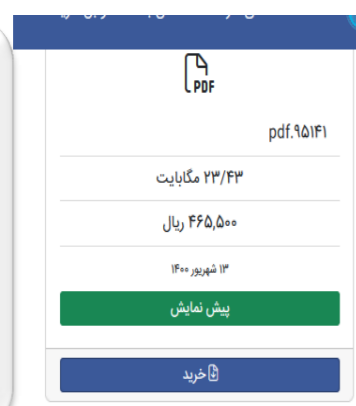 PDF
۹۵۱۴۱.pdf
۲۳/۴۳ مگابایت
۴۶۵,۵۰۰ ریال
۱۳ شهریور ۱۴۰۰
پیش نمایش
خرید